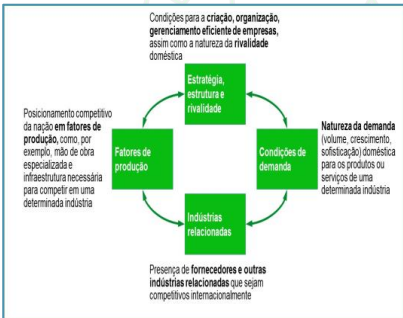 Condições para a criação, organização,
gerenciamento eficiente de empresas,
assim como a natureza da rivalidade
doméstica
Estratégia,
estrutura e
rivalidade
Posicionamento competitivo
da nação em fatores de
produção, como, por
exemplo, mão de obra
especializada e
infraestrutura necessária
para competir em uma
determinada indústria
Fatores de
produção
Condições de
demanda
Natureza da demanda
(volume, crescimento,
sofisticação) doméstica
para os produtos ou
serviços de uma
determinada indústria
Indústrias
relacionadas
Presença de fornecedores e outras
indústrias relacionadas que sejam
competitivos internacionalmente